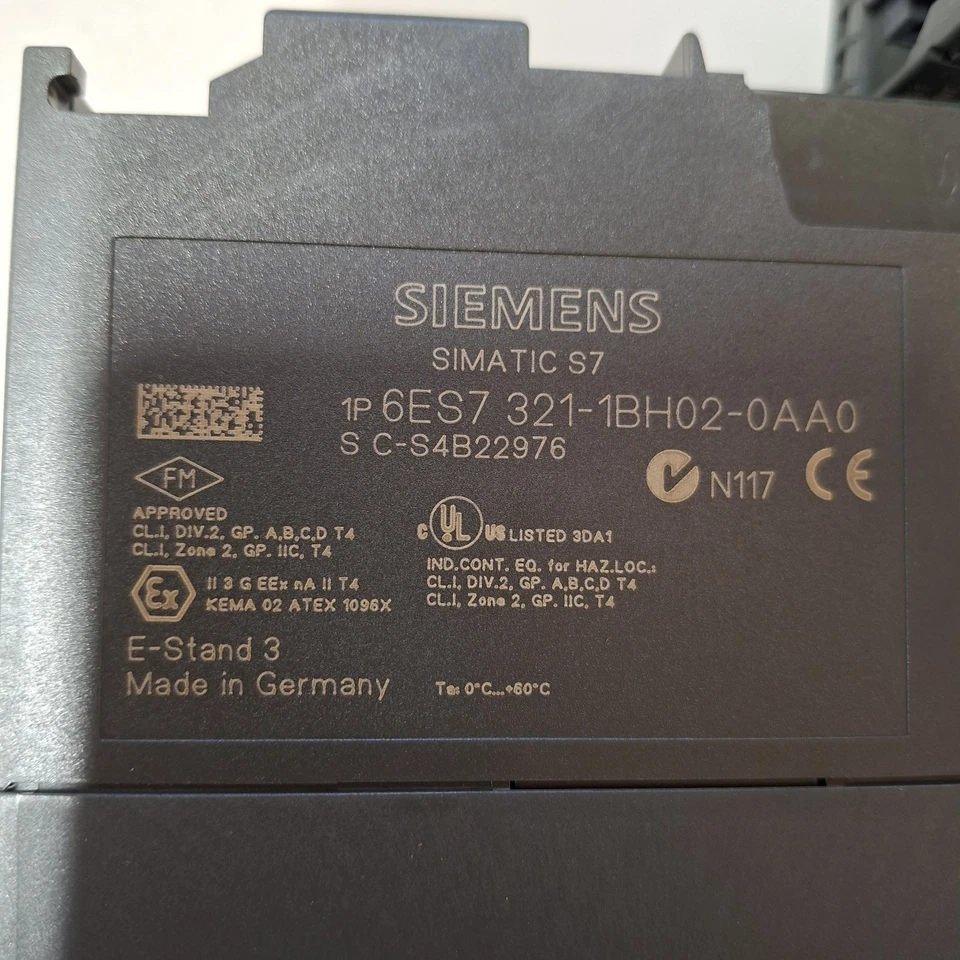 SIEMENS
SIMATIC S7
1P 6ES7 321-1BH02-0AA0
S C-S4B22976
N117 CE
FM
APPROVED
CL.I, DIV.2, GP. A,B,C,D T4
CL.I, Zone 2, GP. IIC, T4
C UL US LISTED 3DA1
IND.CONT. EQ. for HAZ.LOC.:
CL.I, DIV.2, GP. A,B,C,D T4
CL.I, Zone 2, GP. IIC, T4
Ex II 3 G EEx nA II T4
KEMA 02 ATEX 1096X
E-Stand 3
Made in Germany
Ta: 0°C...+60°C